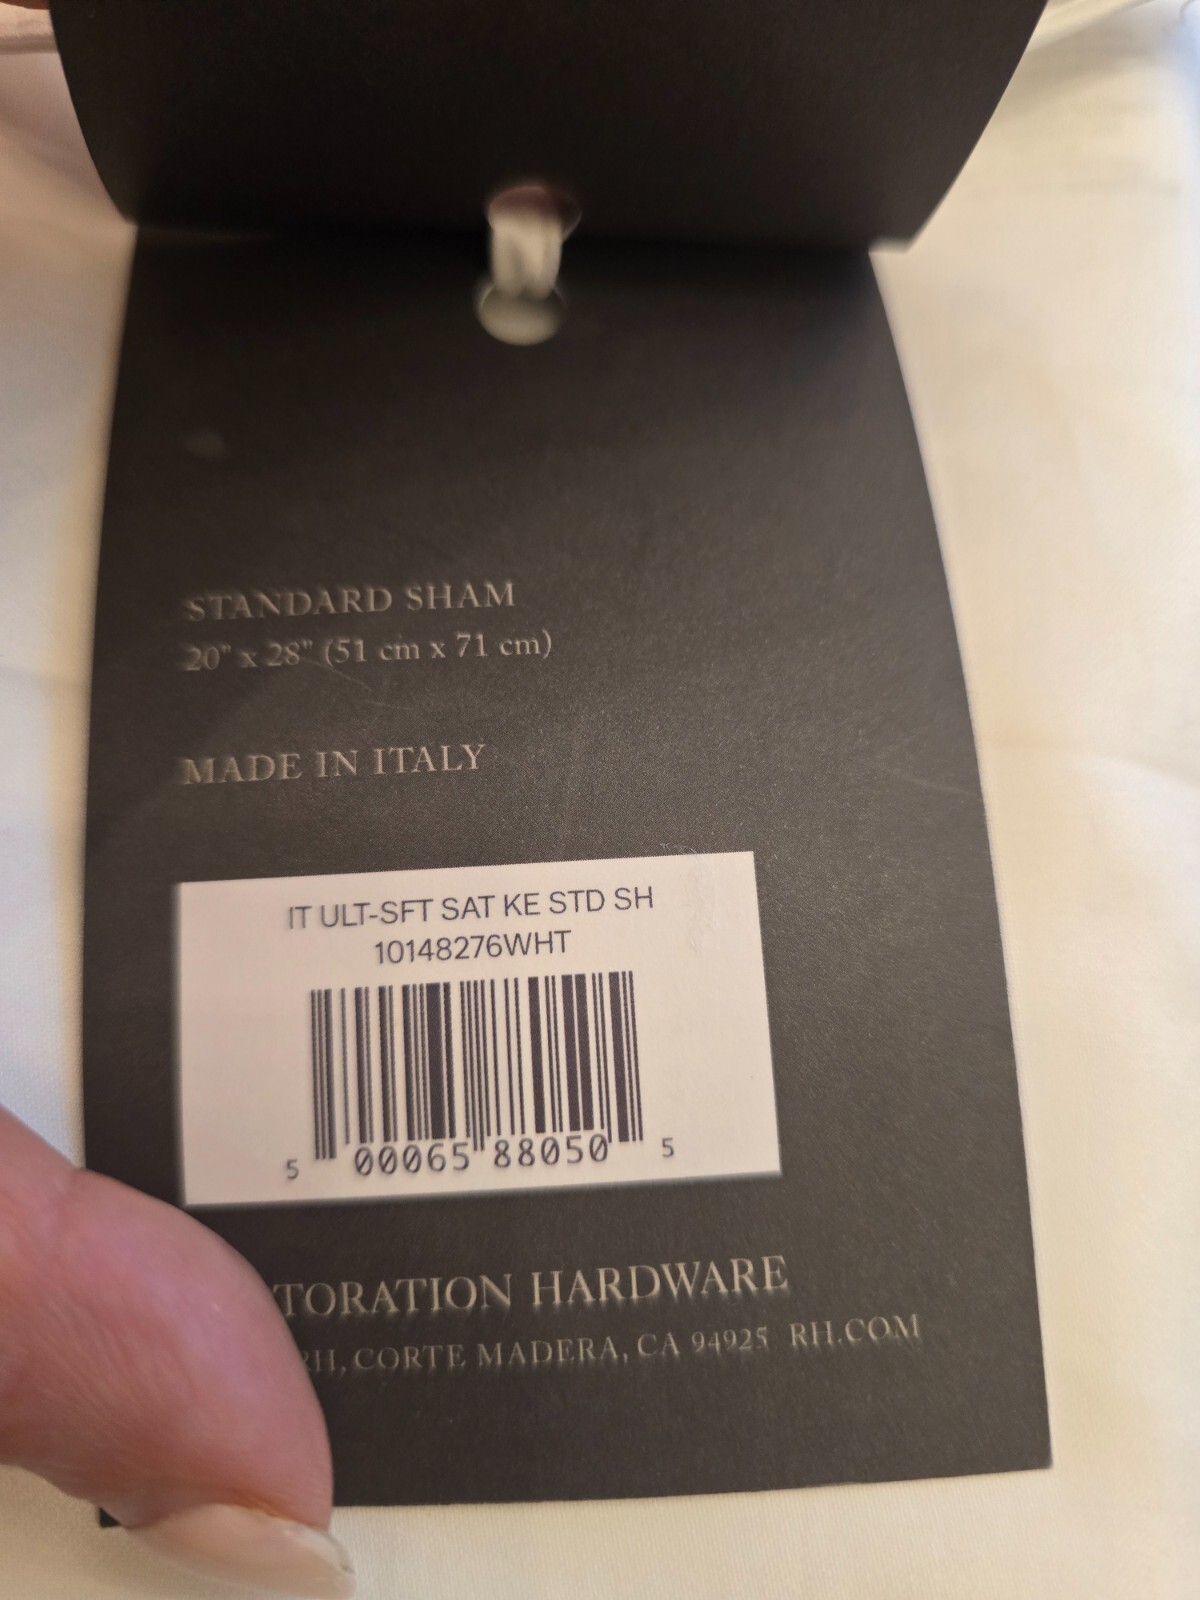 STANDARD SHAM
20" x 28" (51 cm x 71 cm)
MADE IN ITALY
IT ULT-SFT SAT KE STD SH
10148276WHT
5 00065 88050 5
TORATION HARDWARE
RH, CORTE MADERA, CA 94925 RH.COM